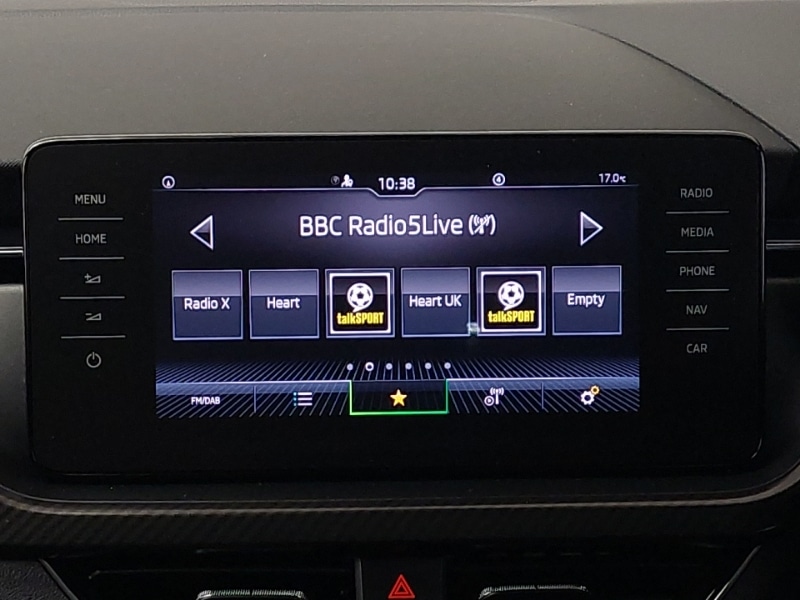 MENU
HOME
10:38
4
17.0°C
BBC Radio5Live
Radio X
Heart
talkSPORT
Heart UK
talkSPORT
Empty
FM/DAB
RADIO
MEDIA
PHONE
NAV
CAR